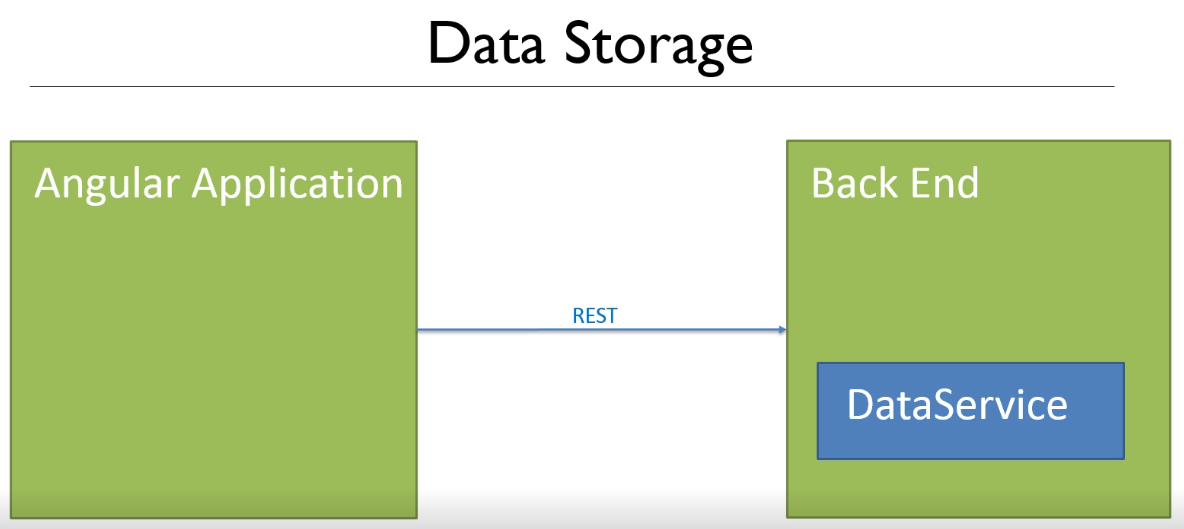 Data Storage
Angular Application
Back End
REST
DataService